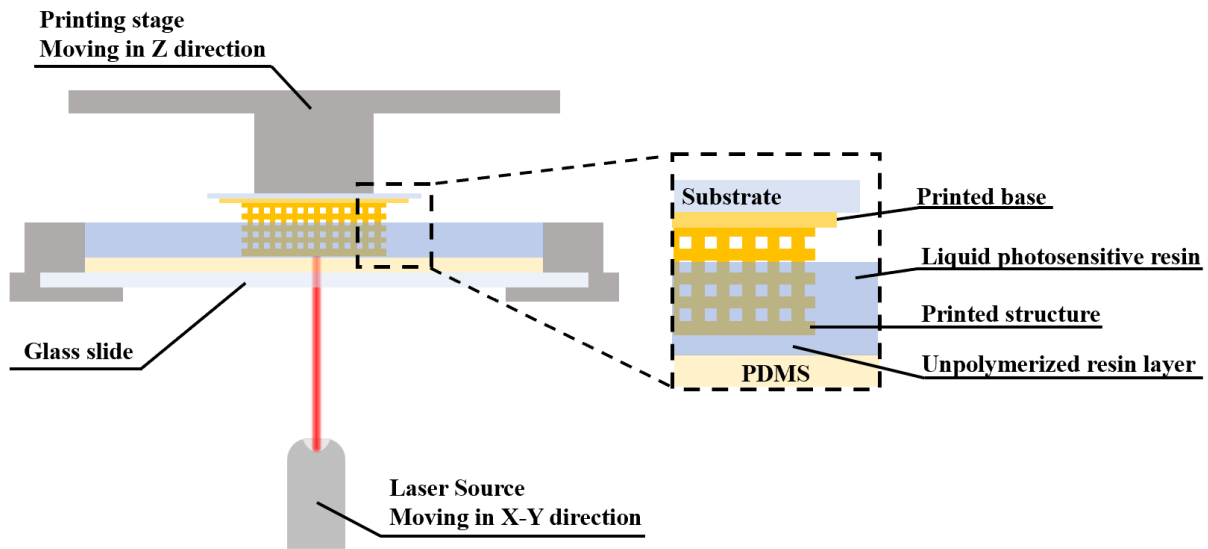 Printing stage
Moving in Z direction
Substrate
Printed base
Liquid photosensitive resin
Printed structure
Unpolymerized resin layer
PDMS
Glass slide
Laser Source
Moving in X-Y direction